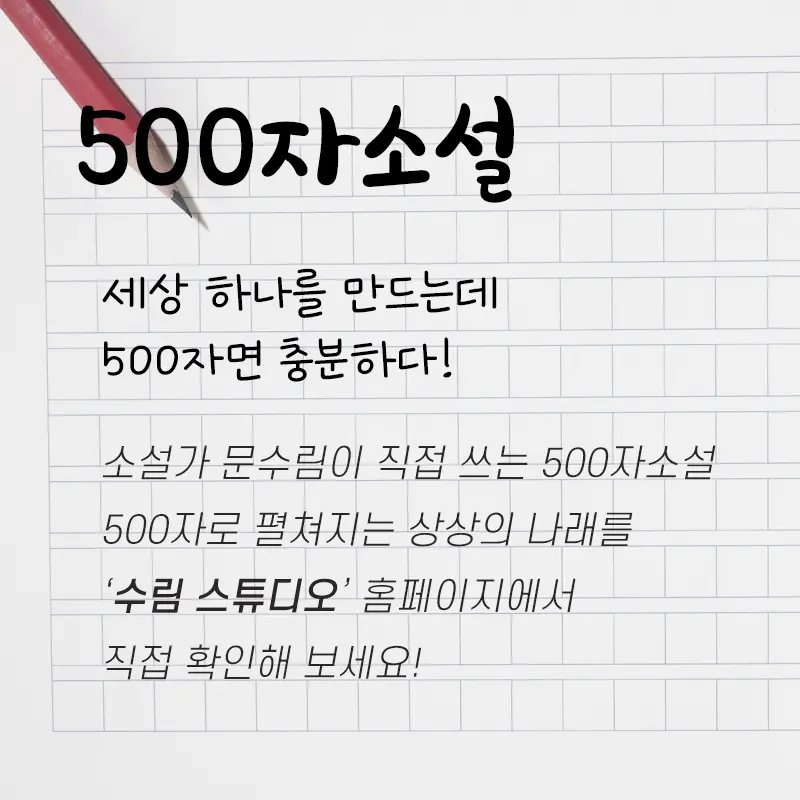 500자소설
세상 하나를 만드는데
500자면 충분하다!
소설가 문수림이 직접 쓰는 500자소설
500자로 펼쳐지는 상상의 나래를
‘수림 스튜디오’ 홈페이지에서
직접 확인해 보세요!